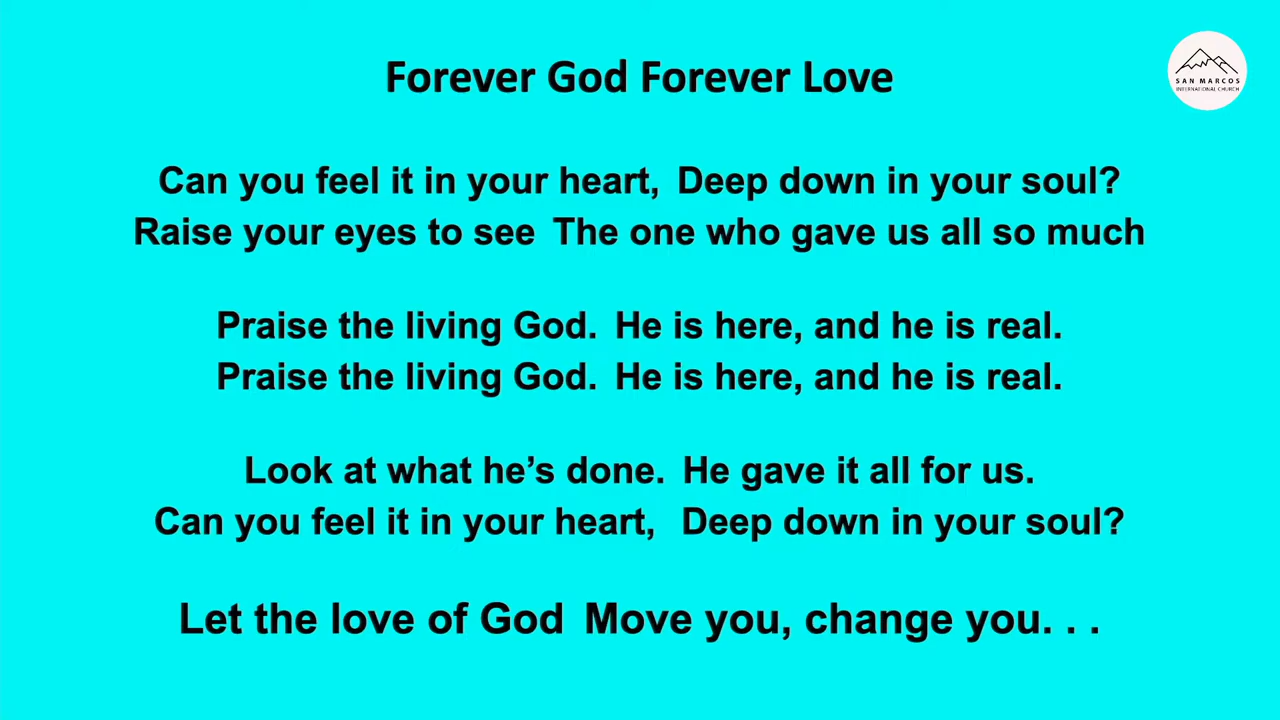 Forever God Forever Love
SAN MARCOS
INTERNATIONAL CHURCH
Can you feel it in your heart, Deep down in your soul?
Raise your eyes to see The one who gave us all so much
Praise the living God. He is here, and he is real.
Praise the living God. He is here, and he is real.
Look at what he’s done. He gave it all for us.
Can you feel it in your heart, Deep down in your soul?
Let the love of God Move you, change you. . .